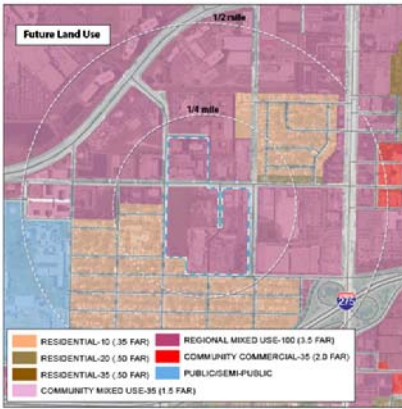 Future Land Use
1/2 mile
1/4 mile
275
RESIDENTIAL-10 (.35 FAR)
RESIDENTIAL-20 (.50 FAR)
RESIDENTIAL-35 (.50 FAR)
COMMUNITY MIXED USE-35 (1.5 FAR)
REGIONAL MIXED USE-100 (3.5 FAR)
COMMUNITY COMMERCIAL-35 (2.0 FAR)
PUBLIC/SEMI-PUBLIC